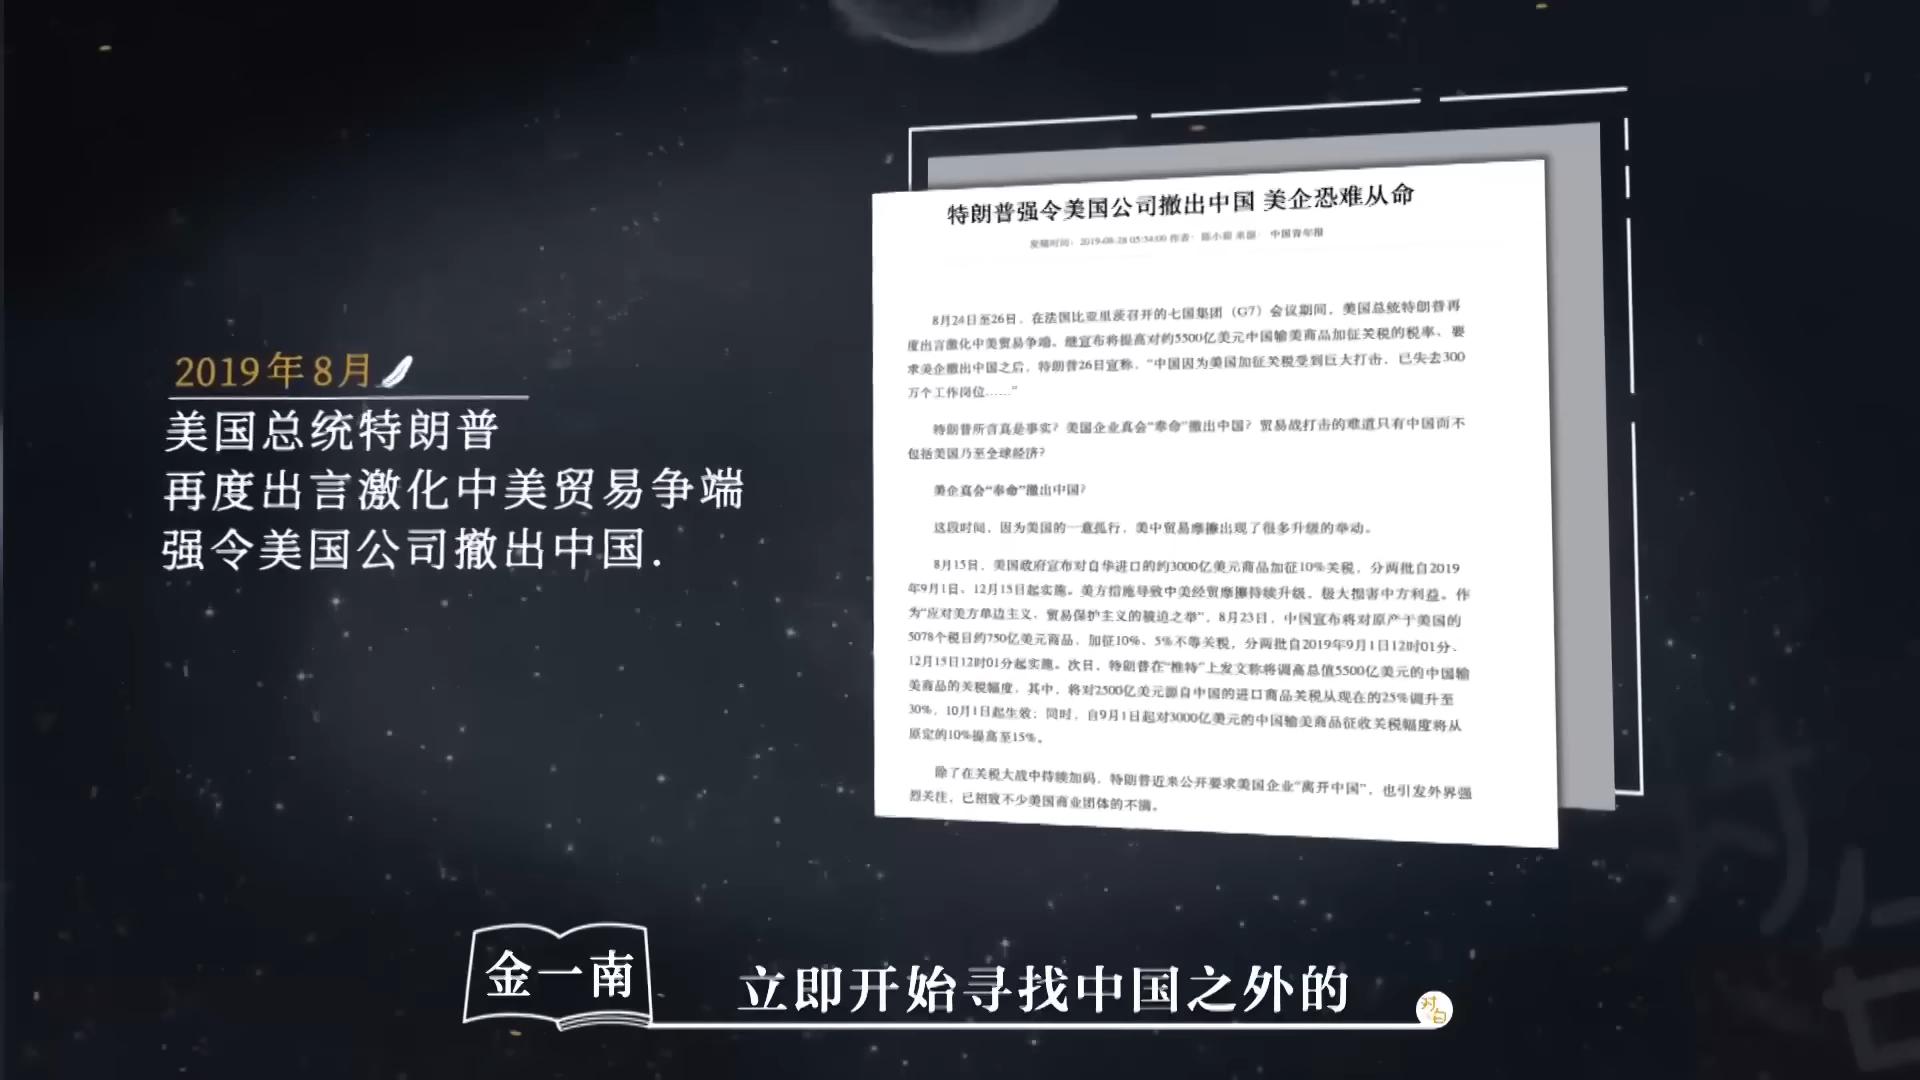 2019年8月
美国总统特朗普
再度出言激化中美贸易争端
强令美国公司撤出中国.
特朗普强令美国公司撤出中国 美企恐难从命
发稿时间：2019-08-28 05:54:00 作者： 陈小茹 来源： 中国青年报
8月24日至26日，在法国比亚里茨召开的七国集团（G7）会议期间，美国总统特朗普再
度出言激化中美贸易争端。继宣布将提高对约5500亿美元中国输美商品加征关税的税率、要
求美企撤出中国之后，特朗普26日宣称，“中国因为美国加征关税受到巨大打击，已失去300
万个工作岗位……”
特朗普所言真是事实？美国企业真会“奉命”撤出中国？贸易战打击的难道只有中国而不
包括美国乃至全球经济？
美企真会“奉命”撤出中国？
这段时间，因为美国的一意孤行，美中贸易摩擦出现了很多升级的举动。
8月15日，美国政府宣布对自华进口的约3000亿美元商品加征10%关税，分两批自2019
年9月1日、12月15日起实施。美方措施导致中美经贸摩擦持续升级，极大损害中方利益。作
为“应对美方单边主义、贸易保护主义的被迫之举”，8月23日，中国宣布将对原产于美国的
5078个税目约750亿美元商品，加征10%、5%不等关税，分两批自2019年9月1日12时01分、
12月15日12时01分起实施。次日，特朗普在“推特”上发文称将调高总值5500亿美元的中国输
美商品的关税幅度，其中，将对2500亿美元源自中国的进口商品关税从现在的25%调升至
30%，10月1日起生效；同时，自9月1日起对3000亿美元的中国输美商品征收关税幅度将从
原定的10%提高至15%。
除了在关税大战中持续加码，特朗普近来公开要求美国企业“离开中国”，也引发外界强
烈关注，已招致不少美国商业团体的不满。
金一南
立即开始寻找中国之外的
对白